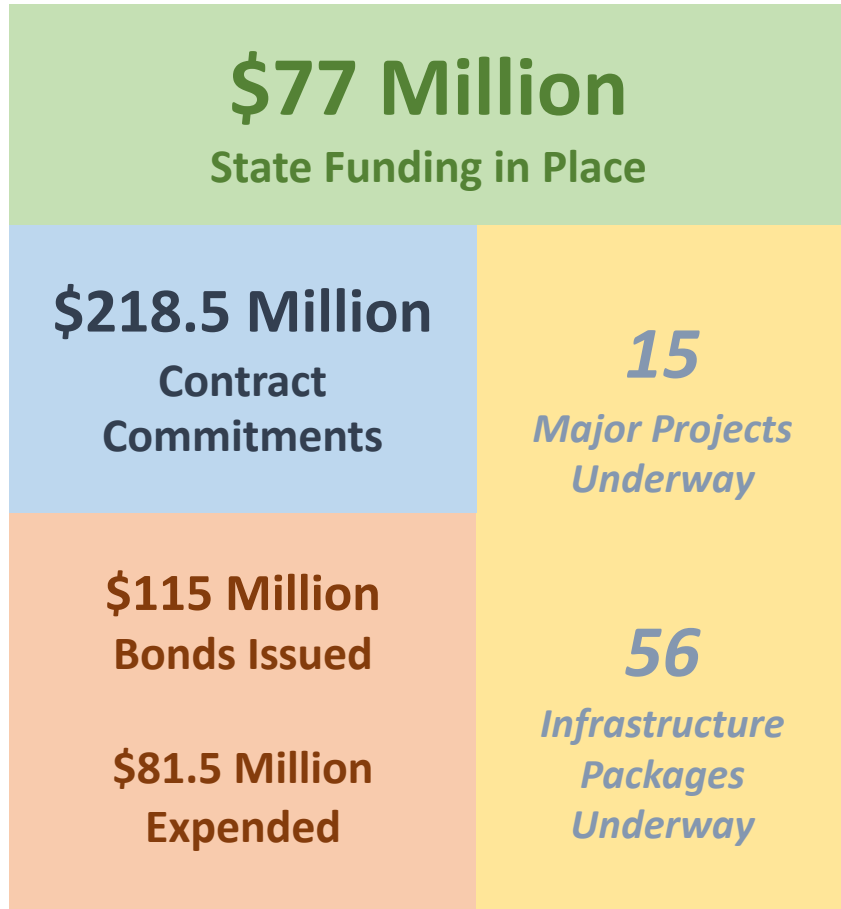 $77 Million
State Funding in Place
$218.5 Million
Contract
Commitments
$115 Million
Bonds Issued
$81.5 Million
Expended
15
Major Projects
Underway
56
Infrastructure
Packages
Underway